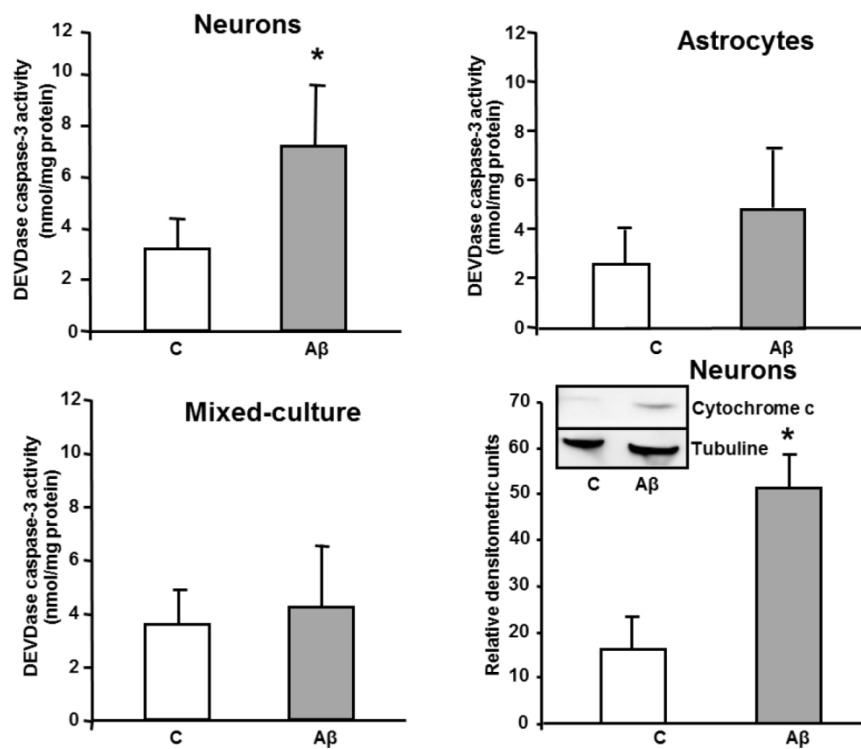 Neurons
DEVDase caspase-3 activity
(nmol/mg protein)
12
10
8
6
4
2
0
*
C
Aβ
Astrocytes
DEVDase caspase-3 activity
(nmol/mg protein)
12
10
8
6
4
2
0
C
Aβ
Mixed-culture
DEVDase caspase-3 activity
(nmol/mg protein)
12
10
8
6
4
2
0
C
Aβ
Neurons
Relative densitometric units
70
60
50
40
30
20
10
0
Cytochrome c
Tubuline
C
Aβ
*
C
Aβ